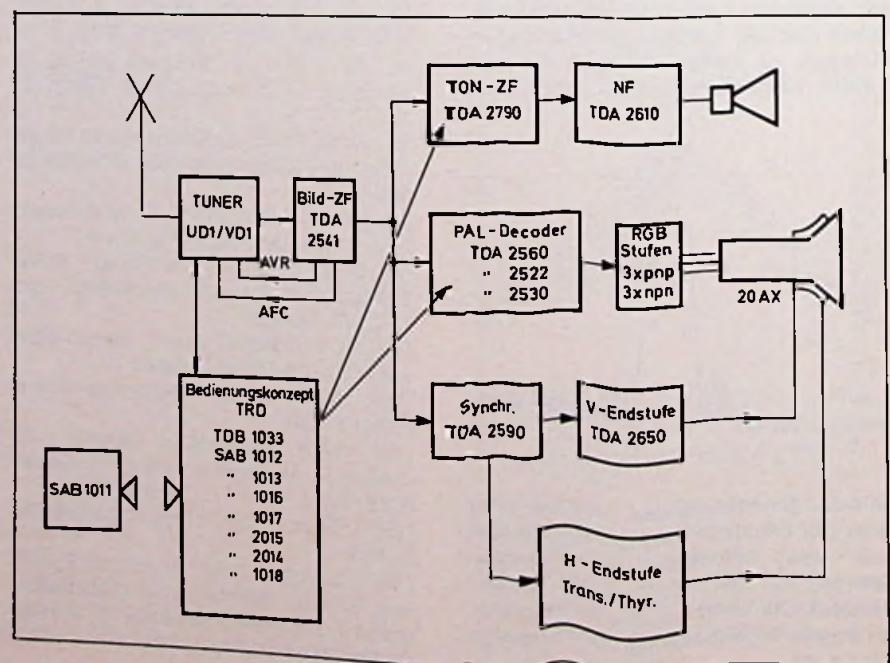 TON-ZF
TDA 2790
NF
TDA 2610
TUNER
UD1/VD1
Bild-ZF
TDA
2541
AVR
AFC
PAL-Decoder
TDA 2560
" 2522
" 2530
RGB
Stufen
3xpnp
3xnpn
20AX
Bedienungskonzept
TRD
TDB 1033
SAB 1012
" 1013
" 1016
" 1017
" 2015
" 2014
" 1018
SAB 1011
Synchr.
TDA 2590
V-Endstufe
TDA 2650
H-Endstufe
Trans./Thyr.